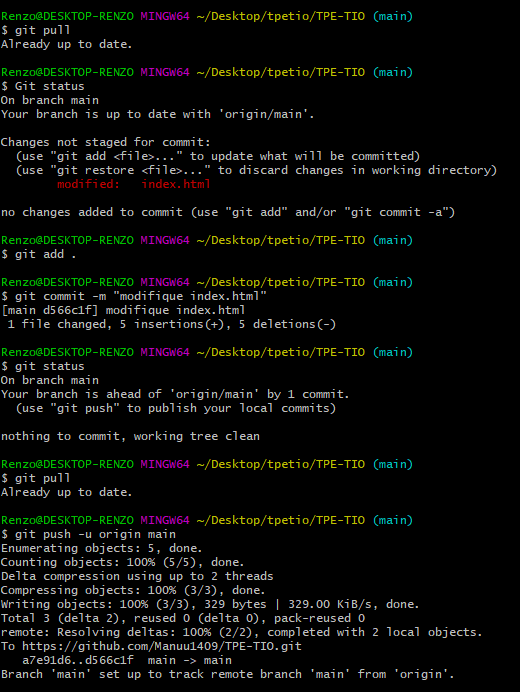 Renzo@DESKTOP-RENZO MINGW64 ~/Desktop/tpetio/TPE-TIO (main)
$ git pull
Already up to date.
Renzo@DESKTOP-RENZO MINGW64 ~/Desktop/tpetio/TPE-TIO (main)
$ Git status
On branch main
Your branch is up to date with 'origin/main'.
Changes not staged for commit:
(use "git add <file>..." to update what will be committed)
(use "git restore <file>..." to discard changes in working directory)
modified:   index.html
no changes added to commit (use "git add" and/or "git commit -a")
Renzo@DESKTOP-RENZO MINGW64 ~/Desktop/tpetio/TPE-TIO (main)
$ git add .
Renzo@DESKTOP-RENZO MINGW64 ~/Desktop/tpetio/TPE-TIO (main)
$ git commit -m "modifique index.html"
[main d566c1f] modifique index.html
1 file changed, 5 insertions(+), 5 deletions(-)
Renzo@DESKTOP-RENZO MINGW64 ~/Desktop/tpetio/TPE-TIO (main)
$ git status
On branch main
Your branch is ahead of 'origin/main' by 1 commit.
(use "git push" to publish your local commits)
nothing to commit, working tree clean
Renzo@DESKTOP-RENZO MINGW64 ~/Desktop/tpetio/TPE-TIO (main)
$ git pull
Already up to date.
Renzo@DESKTOP-RENZO MINGW64 ~/Desktop/tpetio/TPE-TIO (main)
$ git push -u origin main
Enumerating objects: 5, done.
Counting objects: 100% (5/5), done.
Delta compression using up to 2 threads
Compressing objects: 100% (3/3), done.
Writing objects: 100% (3/3), 329 bytes | 329.00 KiB/s, done.
Total 3 (delta 2), reused 0 (delta 0), pack-reused 0
remote: Resolving deltas: 100% (2/2), completed with 2 local objects.
To https://github.com/Manuu1409/TPE-TIO.git
a7e91d6..d566c1f  main -> main
Branch 'main' set up to track remote branch 'main' from 'origin'.